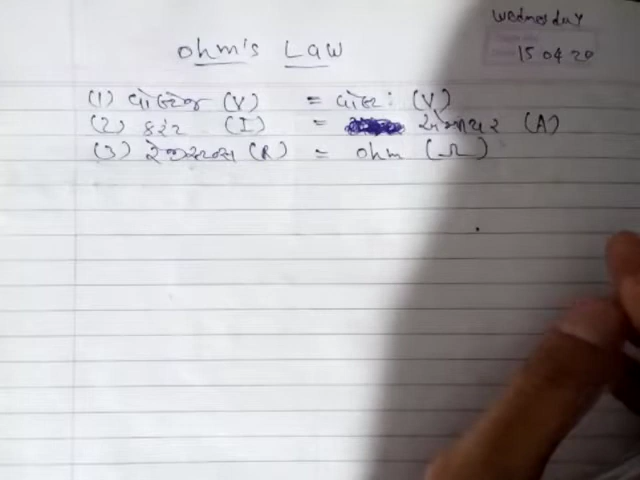 Wednesday
15 04 20
ohm's Law
(1) વોલ્ટેજ (V) = વોલ્ટ : (V)
(2) કરંટ (I) = એમ્પીયર (A)
(3) રેજીસ્ટન્સ (R) = ohm (Ω)